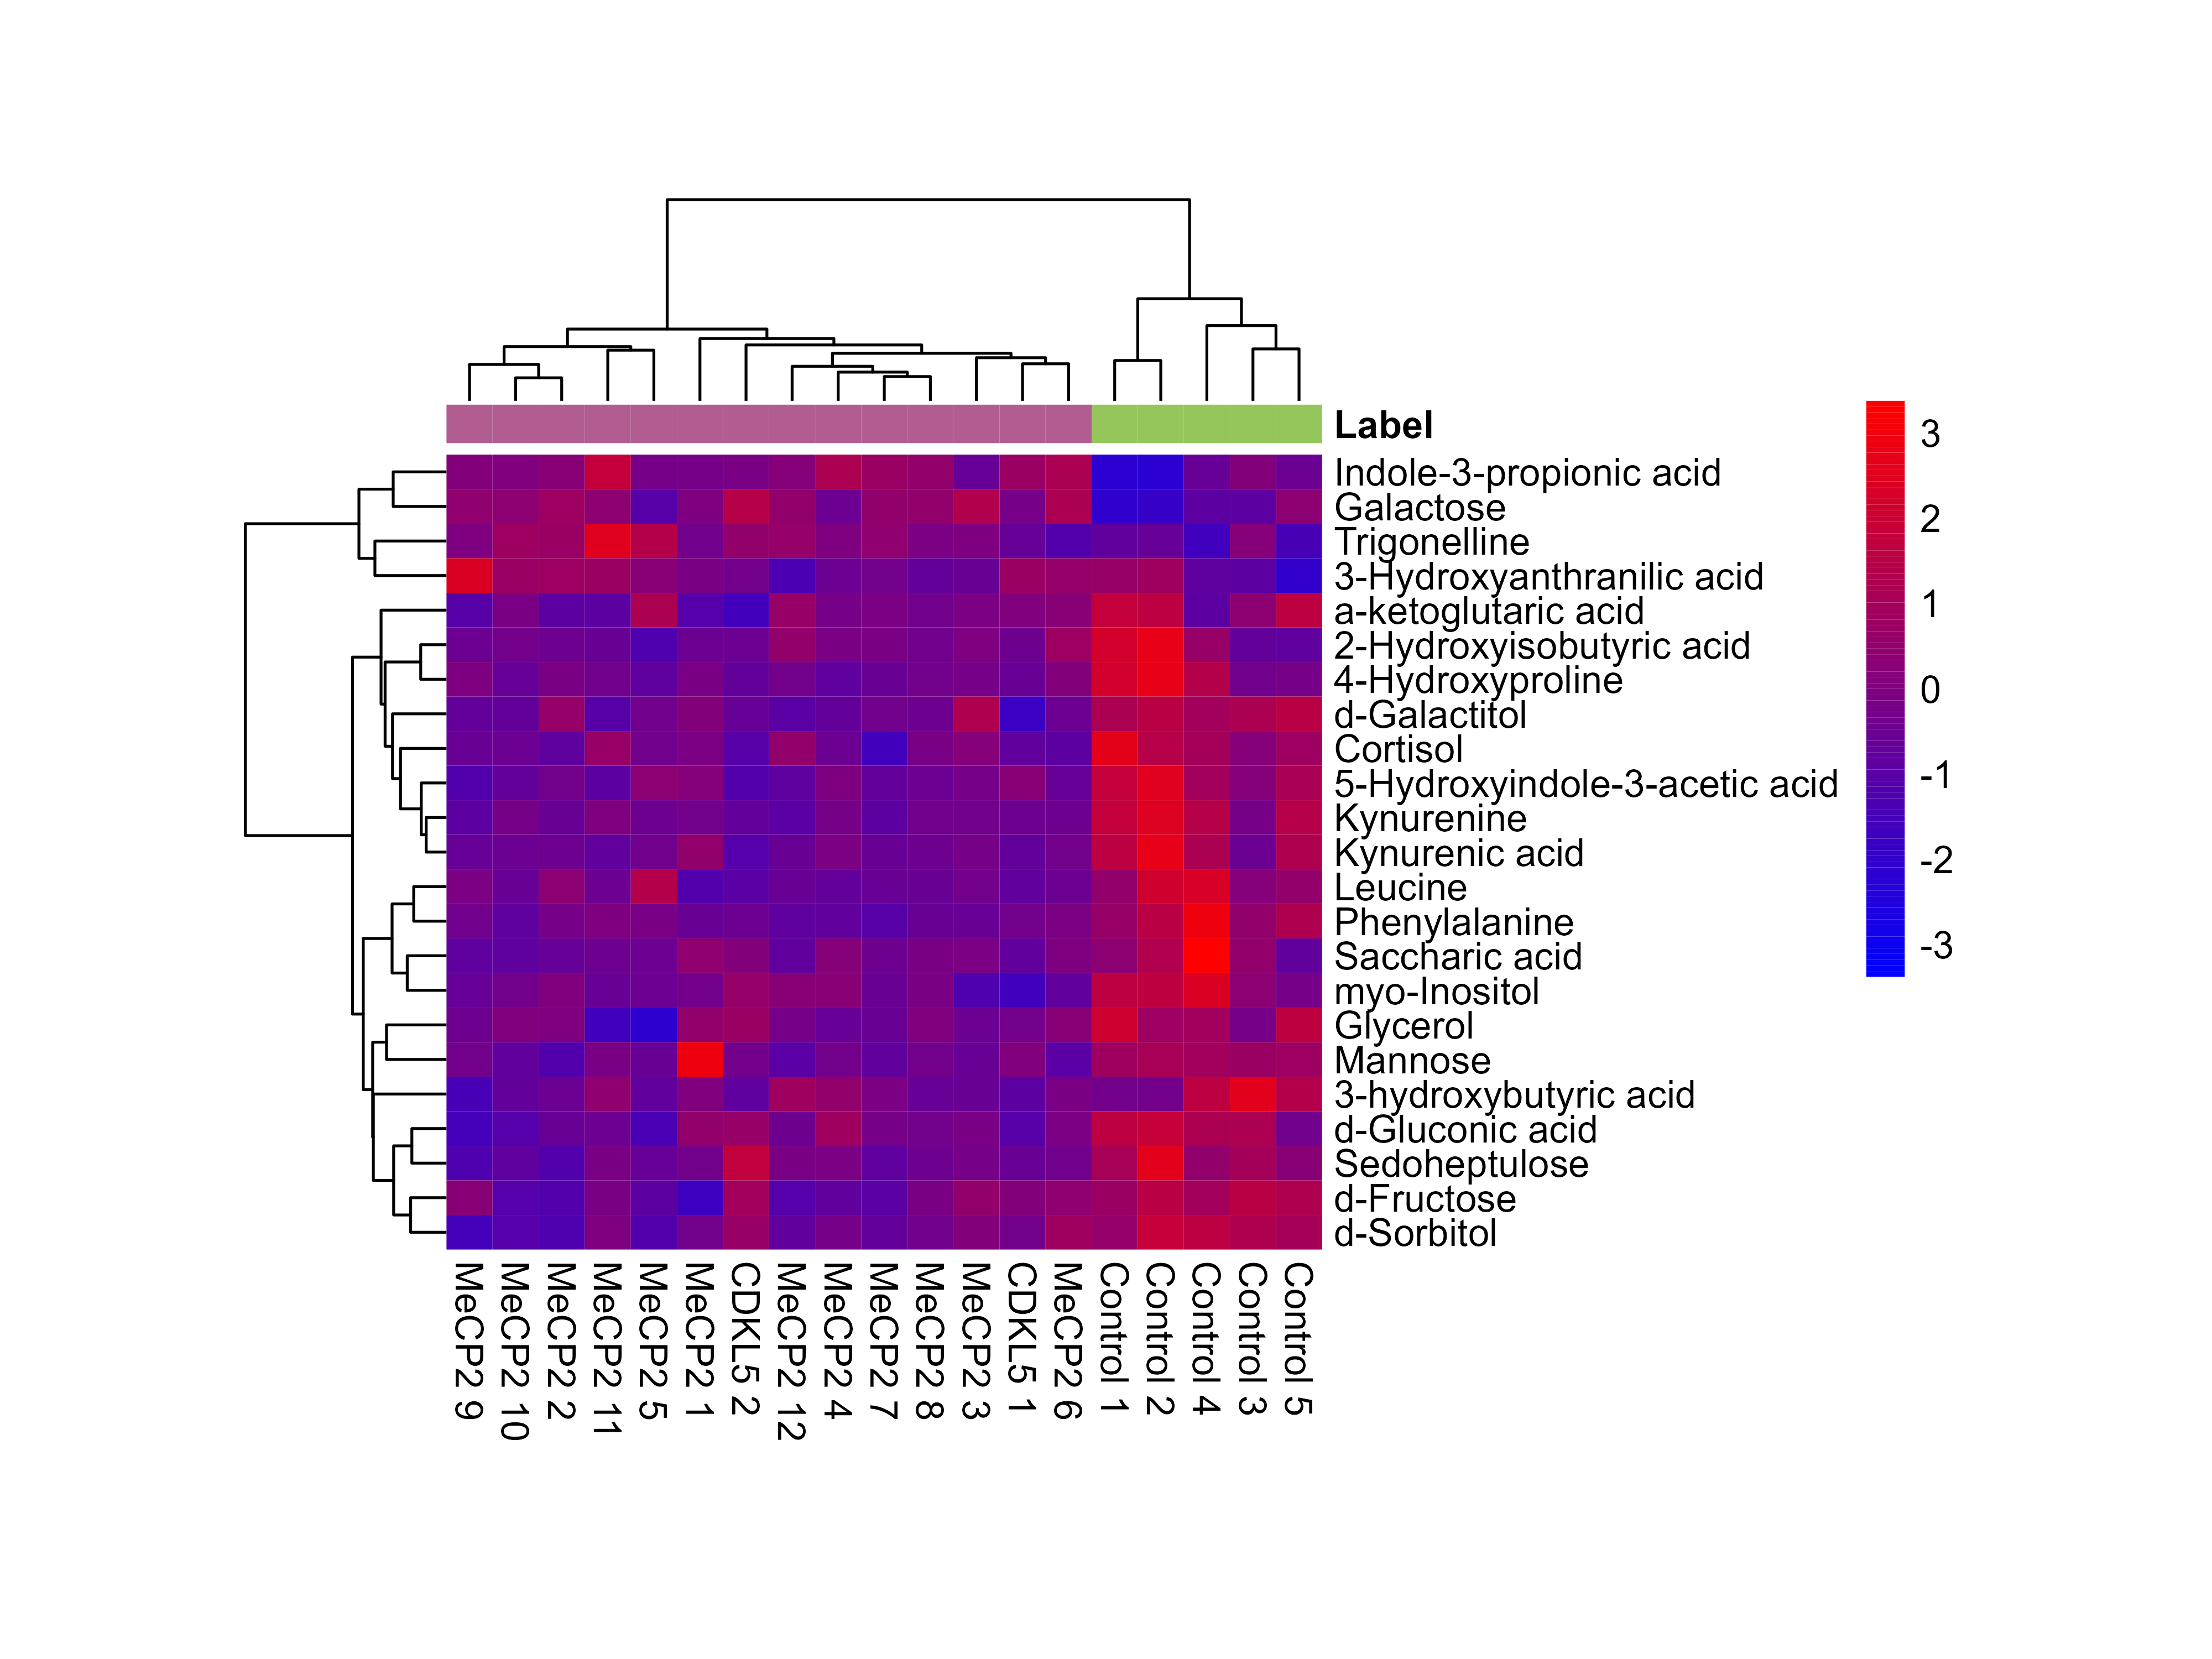 Label
Indole-3-propionic acid
Galactose
Trigonelline
3-Hydroxyanthranilic acid
a-ketoglutaric acid
2-Hydroxyisobutyric acid
4-Hydroxyproline
d-Galactitol
Cortisol
5-Hydroxyindole-3-acetic acid
Kynurenine
Kynurenic acid
Leucine
Phenylalanine
Saccharic acid
myo-Inositol
Glycerol
Mannose
3-hydroxybutyric acid
d-Gluconic acid
Sedoheptulose
d-Fructose
d-Sorbitol
3
2
1
0
-1
-2
-3
MeCP2 9
MeCP2 10
MeCP2 2
MeCP2 11
MeCP2 5
MeCP2 1
CDKL5 2
MeCP2 12
MeCP2 4
MeCP2 7
MeCP2 8
MeCP2 3
CDKL5 1
MeCP2 6
Control 1
Control 2
Control 4
Control 3
Control 5